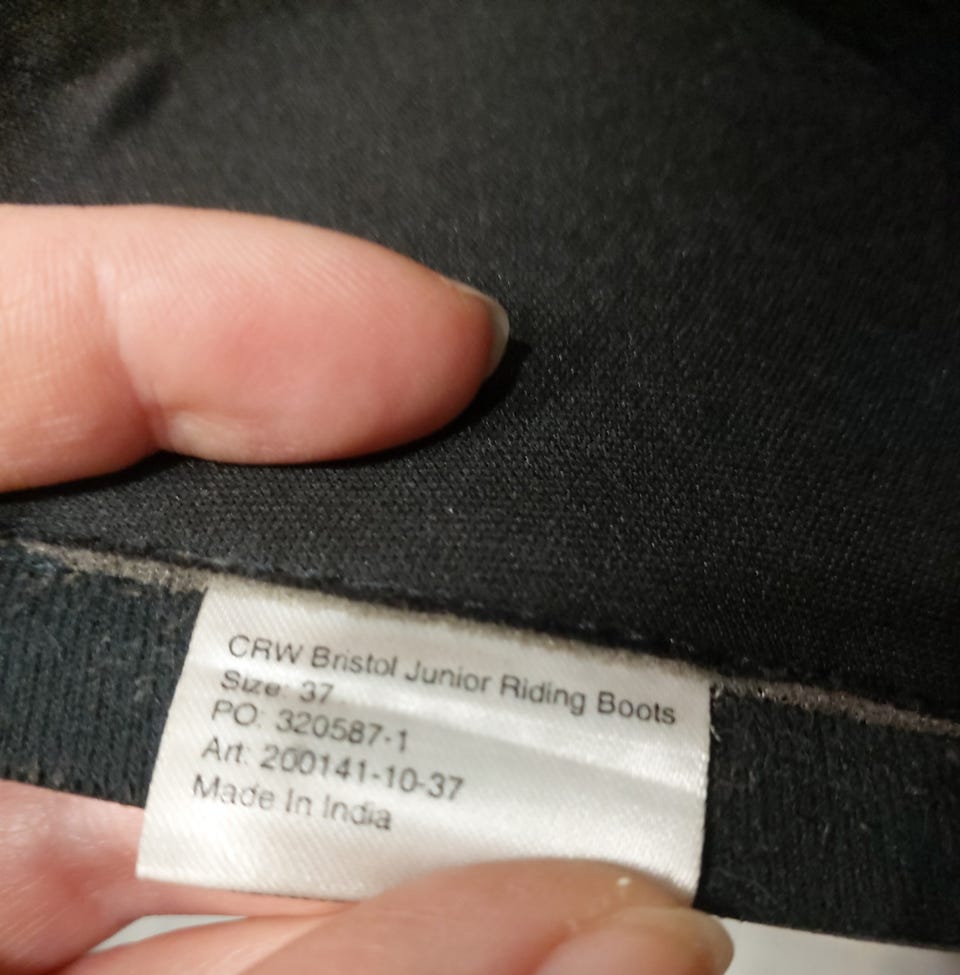 CRW Bristol Junior Riding Boots
Size: 37
PO: 320587-1
Art: 200141-10-37
Made In India